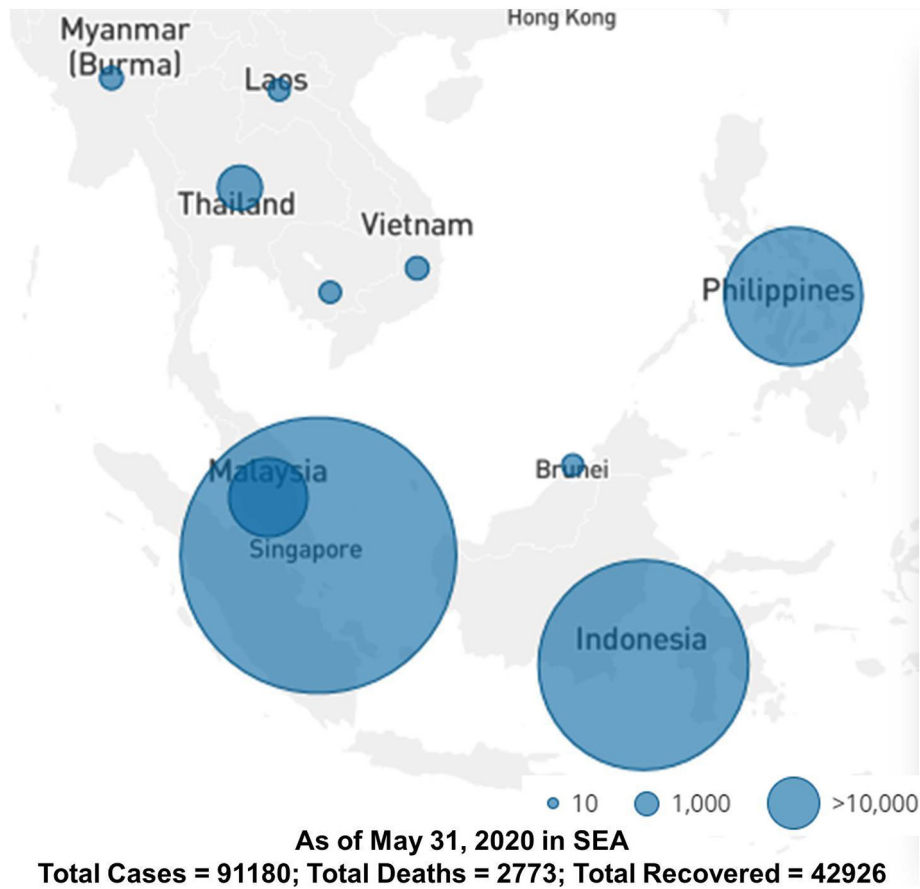 Hong Kong
Myanmar
(Burma)
Laos
Thailand
Vietnam
Philippines
Malaysia
Brunei
Singapore
Indonesia
10 1,000 >10,000
As of May 31, 2020 in SEA
Total Cases = 91180; Total Deaths = 2773; Total Recovered = 42926